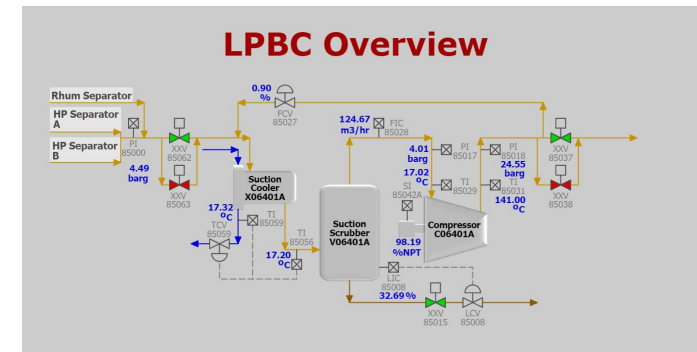 LPBC Overview
Rhum Separator
HP Separator
A
HP Separator
B
PI
85000
4.49
barg
XXV
85062
XXV
85063
0.90
%
FCV
85027
124.67
m3/hr
FIC
85028
4.01
barg
PI
85017
PI
85018
24.55
barg
XXV
85037
XXV
85038
17.02
ºC
TI
85029
TI
85031
141.00
ºC
SI
85042A
Suction
Cooler
X06401A
17.32
ºC
TI
85059
TCV
85059
TI
85056
17.20
ºC
Suction
Scrubber
V06401A
Compressor
C06401A
98.19
%NPT
LIC
85008
32.69 %
XXV
85015
LCV
85008